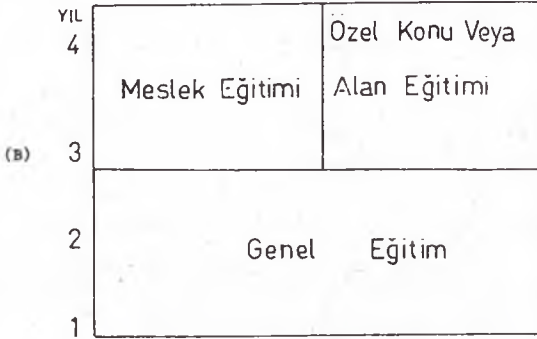 YIL
4
Özel Konu Veya
Meslek Eğitimi
Alan Eğitimi
(B)
3
2
Genel Eğitim
1